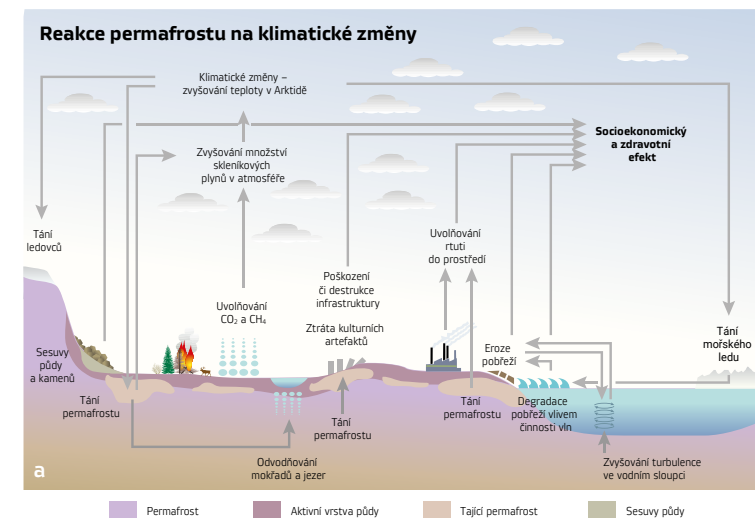 Reakce permafrostu na klimatické změny
Klimatické změny –
zvyšování teploty v Arktidě
Socioekonomický
a zdravotní
efekt
Zvyšování množství
skleníkových
plynů v atmosféře
Tání
ledovců
Uvolňování
rtuti
do prostředí
Poškození
či destrukce
infrastruktury
Uvolňování
CO₂ a CH₄
Ztráta kulturních
artefaktů
Tání
mořského
ledu
Eroze
pobřeží
Sesuvy
půdy
a kamenů
Tání
permafrostu
Tání
permafrostu
Tání
permafrostu
Degradace
pobřeží vlivem
činnosti vln
Odvodňování
mokřadů a jezer
Zvyšování turbulence
ve vodním sloupci
a
Permafrost
Aktivní vrstva půdy
Tající permafrost
Sesuvy půdy